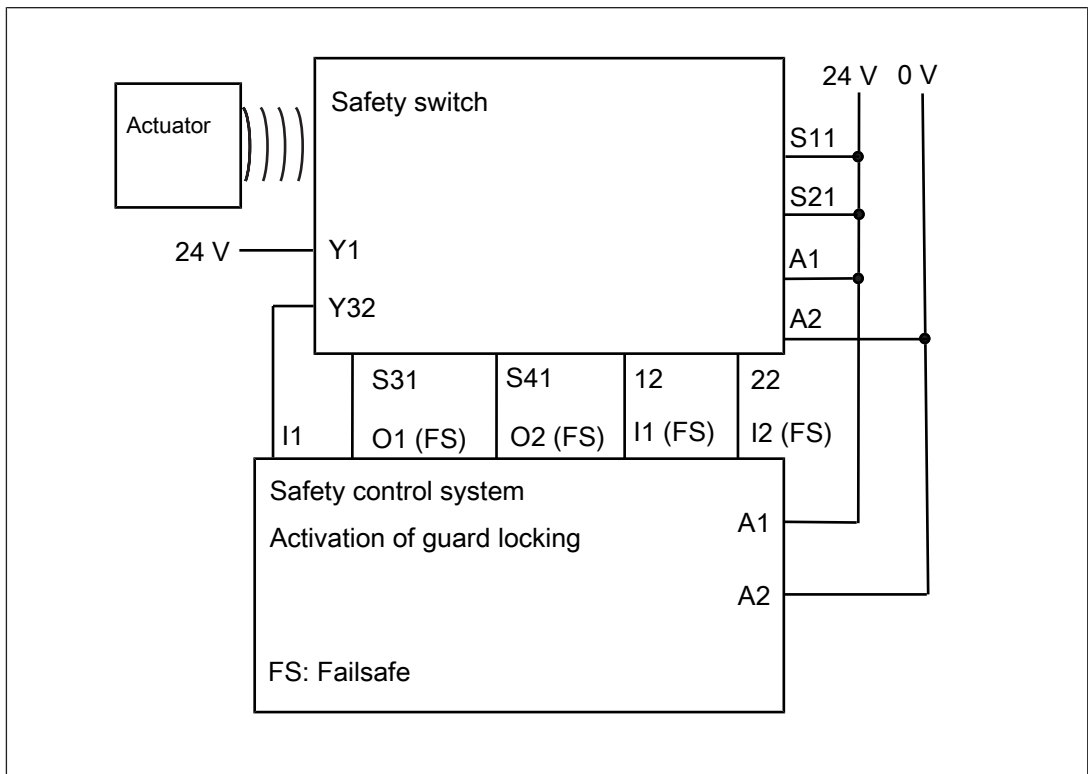 24 V 0 V
Safety switch
Actuator
S11
S21
24 V
Y1
A1
Y32
A2
S31 S41 12 22
I1 O1 (FS) O2 (FS) I1 (FS) I2 (FS)
Safety control system
A1
Activation of guard locking
A2
FS: Failsafe